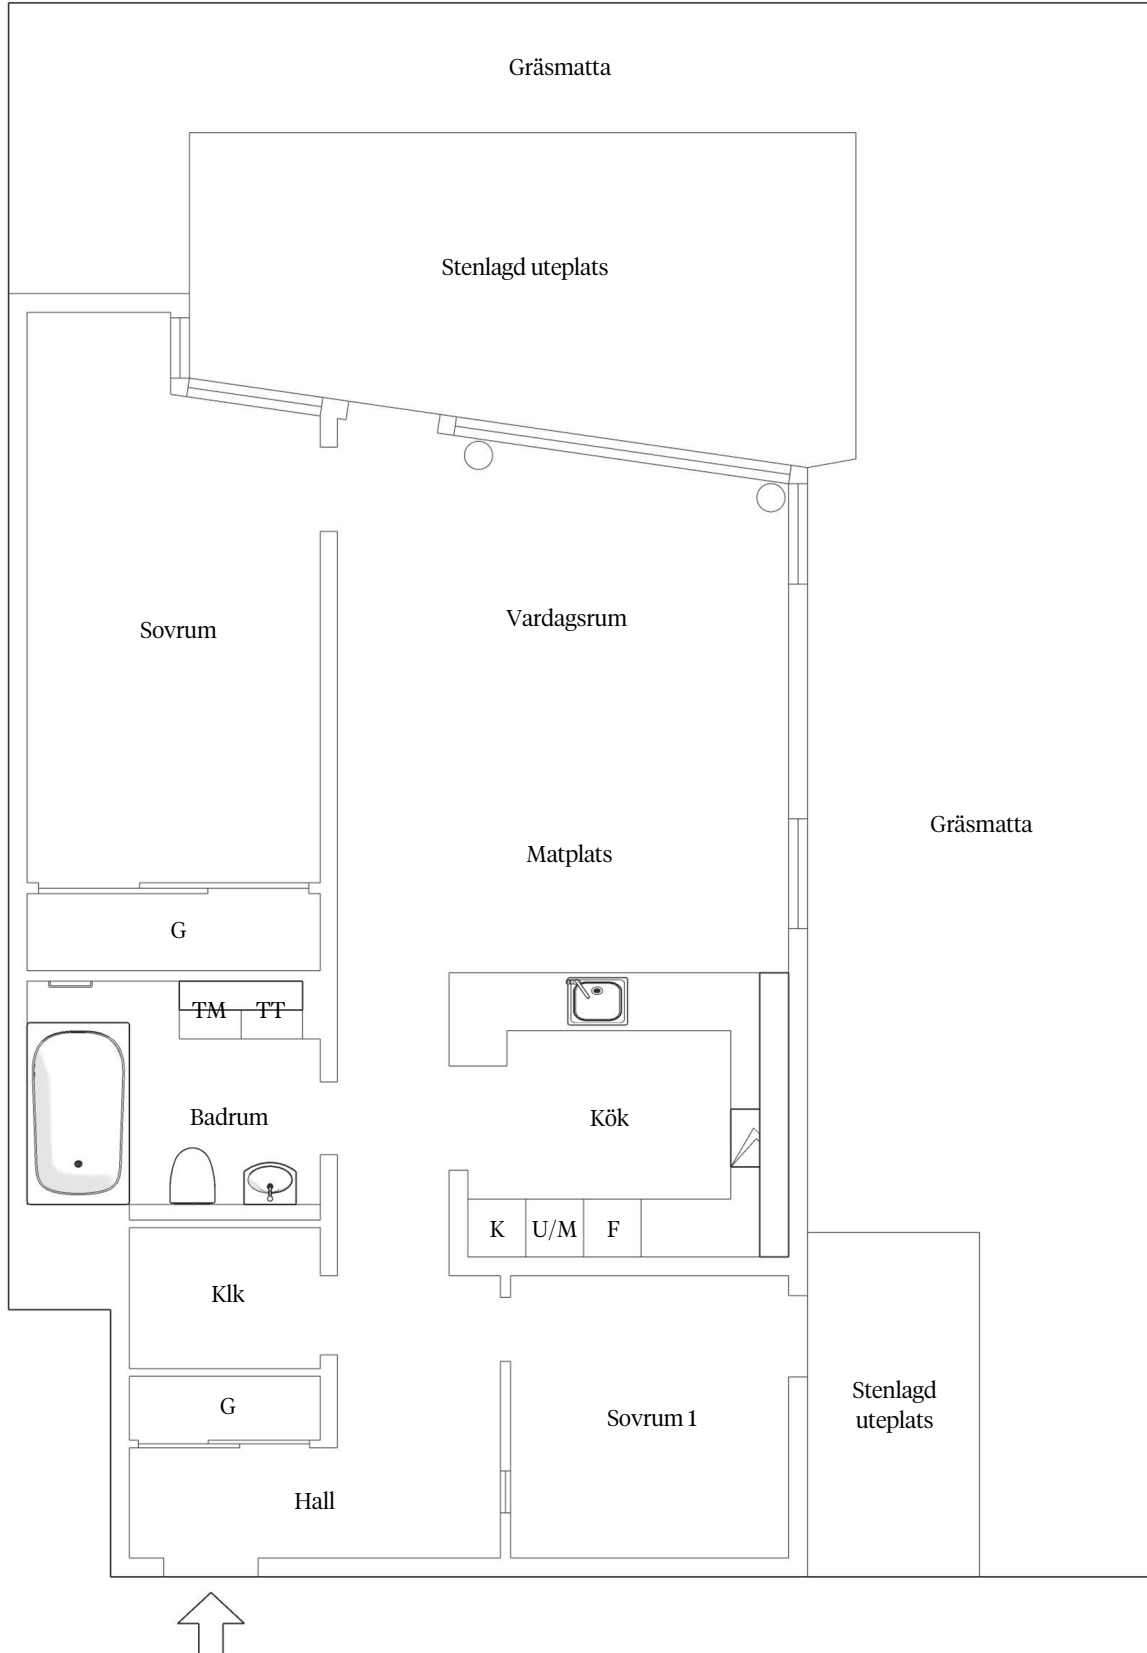 Gräsmatta
Stenlagd uteplats
Vardagsrum
Sovrum
Gräsmatta
Matplats
G
TM
TT
Badrum
Kök
K
U/M
F
Klk
Stenlagd
uteplats
G
Sovrum 1
Hall